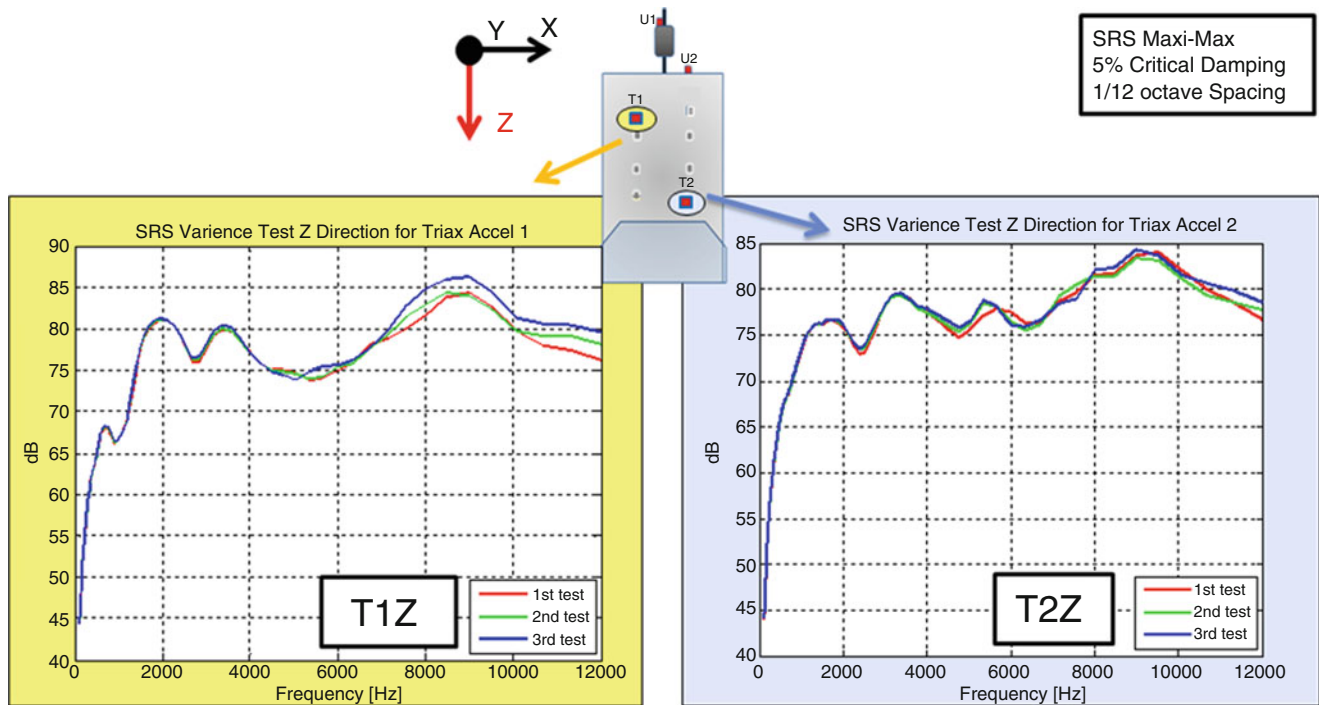 Y
X
Z
U1
U2
T1
T2
SRS Maxi-Max
5% Critical Damping
1/12 octave Spacing
SRS Varience Test Z Direction for Triax Accel 1
90
85
80
75
70
65
60
55
50
45
40
dB
0
2000
4000
6000
8000
10000
12000
Frequency [Hz]
T1Z
1st test
2nd test
3rd test
SRS Varience Test Z Direction for Triax Accel 2
85
80
75
70
65
60
55
50
45
40
dB
0
2000
4000
6000
8000
10000
12000
Frequency [Hz]
T2Z
1st test
2nd test
3rd test